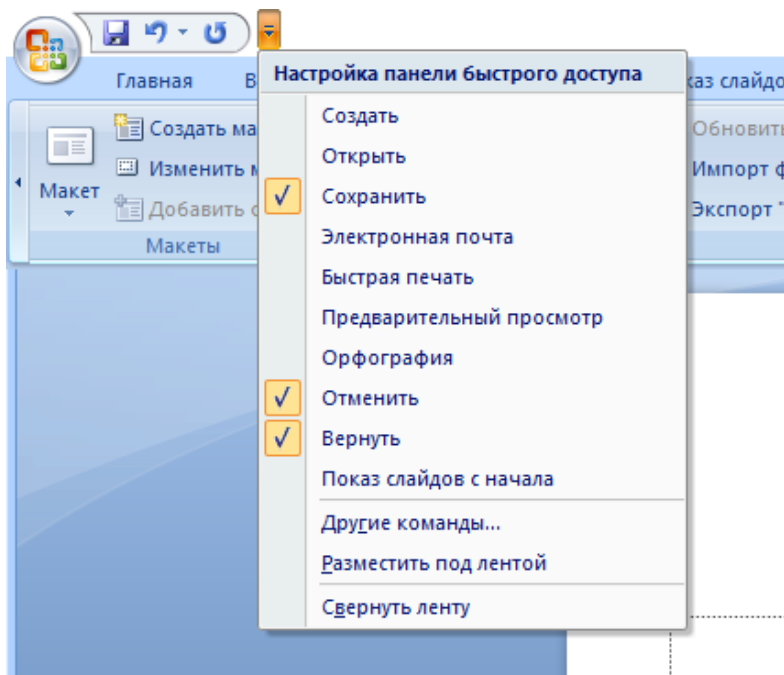 Главная
Настройка панели быстрого доступа
слайдо
Создать
Создать
Обновить
Открыть
Изменить
Импорт
Макет
Сохранить
Добавить
Экспорт
Электронная почта
Макеты
Быстрая печать
Предварительный просмотр
Орфография
Отменить
Вернуть
Показ слайдов с начала
Другие команды...
Разместить под лентой
Свернуть ленту